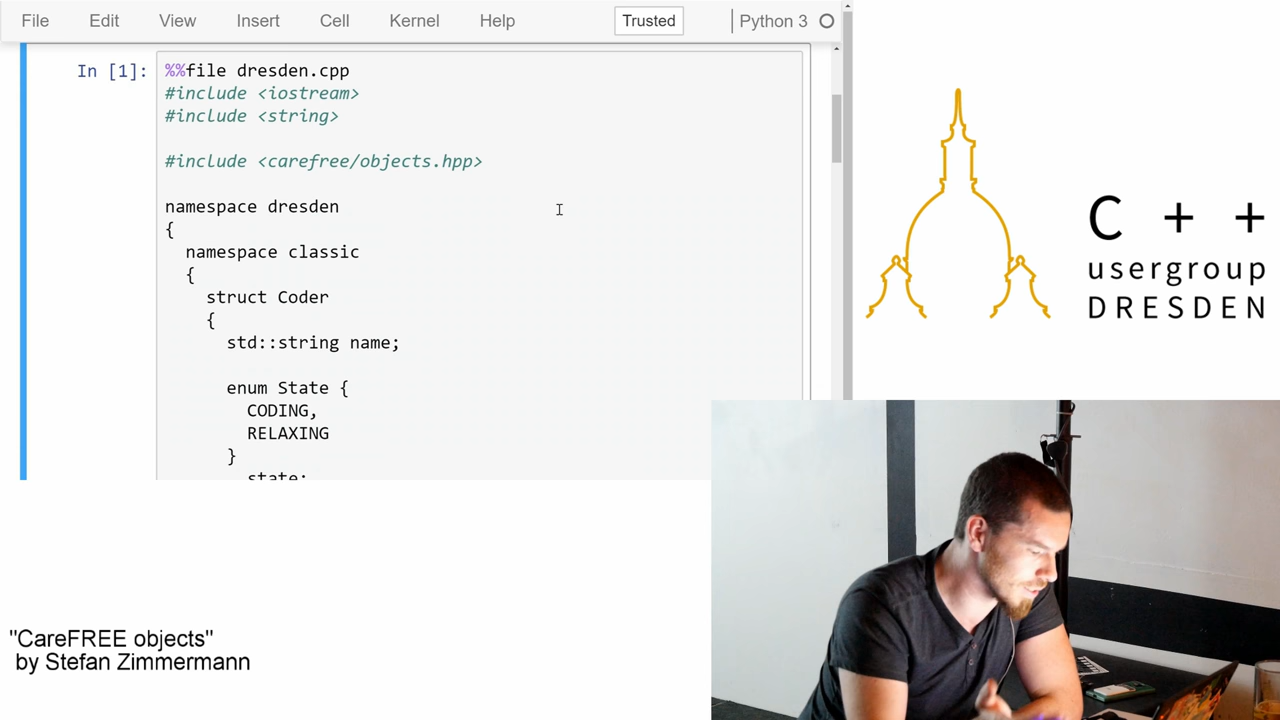 File Edit View Insert Cell Kernel Help Trusted Python 3
In [1]: %%file dresden.cpp
#include <iostream>
#include <string>
#include <carefree/objects.hpp>
namespace dresden
{
namespace classic
{
struct Coder
{
std::string name;
enum State {
CODING,
RELAXING
}
state;
C + +
usergroup
DRESDEN
"CareFREE objects"
by Stefan Zimmermann